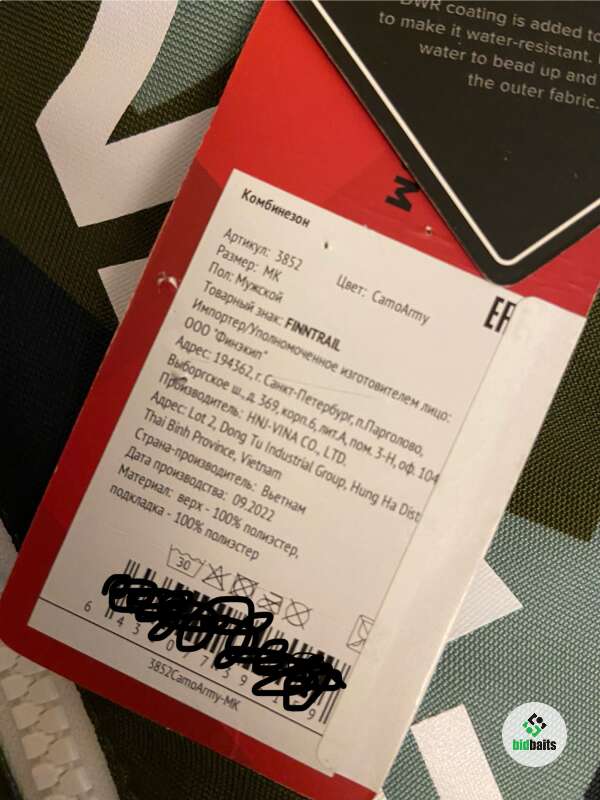 DWR coating is added to
to make it water-resistant.
water to bead up and
the outer fabric.
M
Комбинезон
Артикул: 3852
Размер: MK
Цвет: CamoArmy
Пол: Мужской
Товарный знак: FINNTRAIL
Импортер/Уполномоченное изготовителем лицо:
ООО "Финэкип"
Адрес: 194362, г. Санкт-Петербург, п.Парголово,
Выборгское ш., д. 369, корп.6, лит.А, пом. 3-Н, оф. 104
Производитель: HNJ-VINA CO., LTD.
Адрес: Lot 2, Dong Tu Industrial Group, Hung Ha Dist
Thai Binh Province, Vietnam
Страна-производитель: Вьетнам
Дата производства: 09.2022
Материал: верх - 100% полиэстер,
подкладка - 100% полиэстер
30
3852CamoArmy-MK
bidbaits